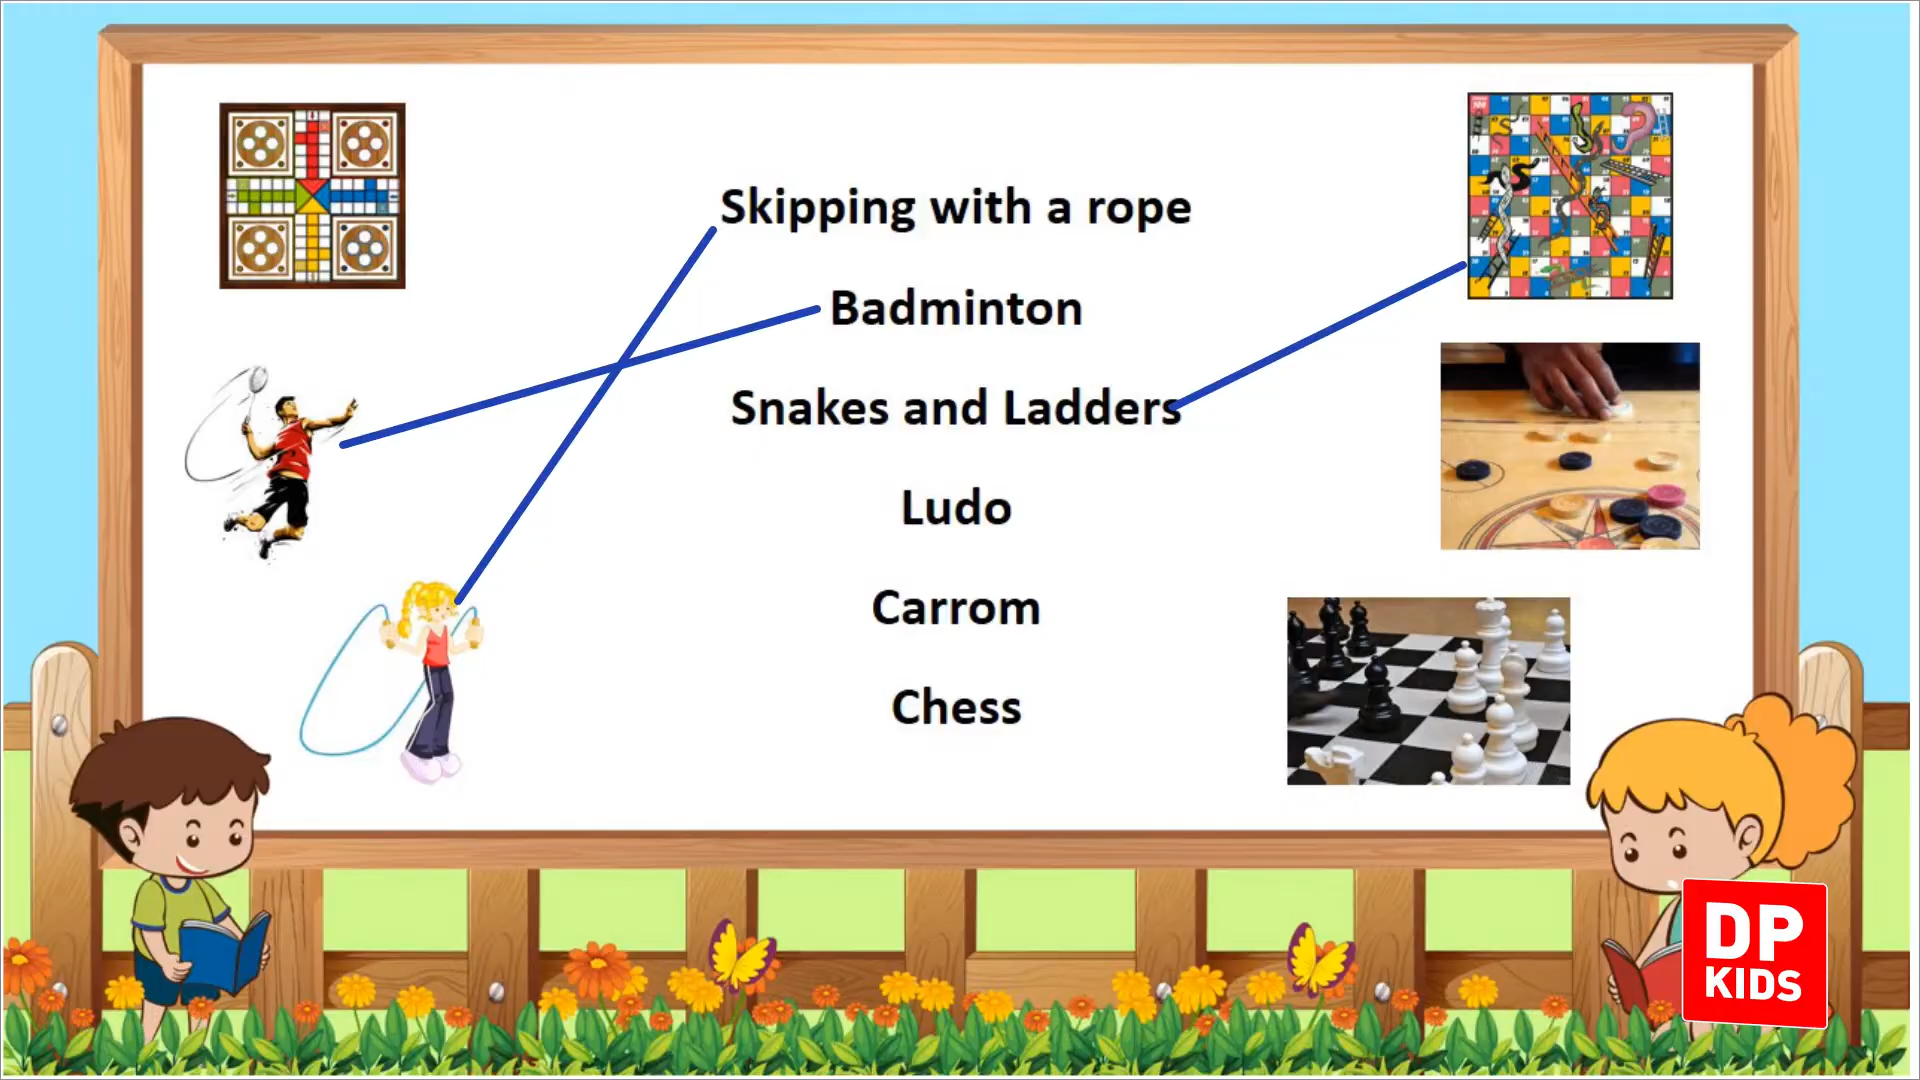 Skipping with a rope
Badminton
Snakes and Ladders
Ludo
Carrom
Chess
DP
KIDS